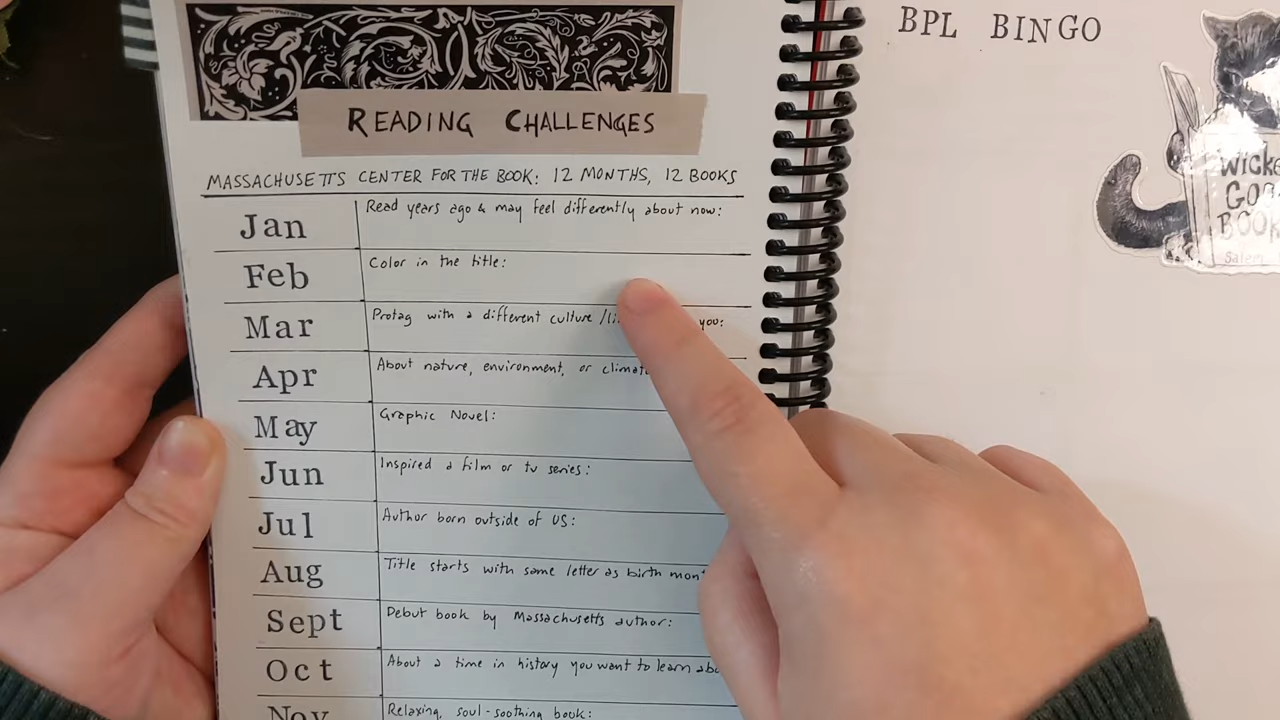 READING CHALLENGES
MASSACHUSETTS CENTER FOR THE BOOK: 12 MONTHS, 12 BOOKS
Jan Read years ago & may feel differently about now:
Feb Color in the title:
Mar Protag with a different culture / you:
Apr About nature, environment, or
May Graphic Novel:
Jun Inspired a film or tv series:
Jul Author born outside of US:
Aug Title starts with same letter as birth
Sept Debut book by Massachusetts author:
Oct About a time in history you want to learn
Nov Relaxing, soul-soothing book:
BPL BINGO
GOOD
Salem